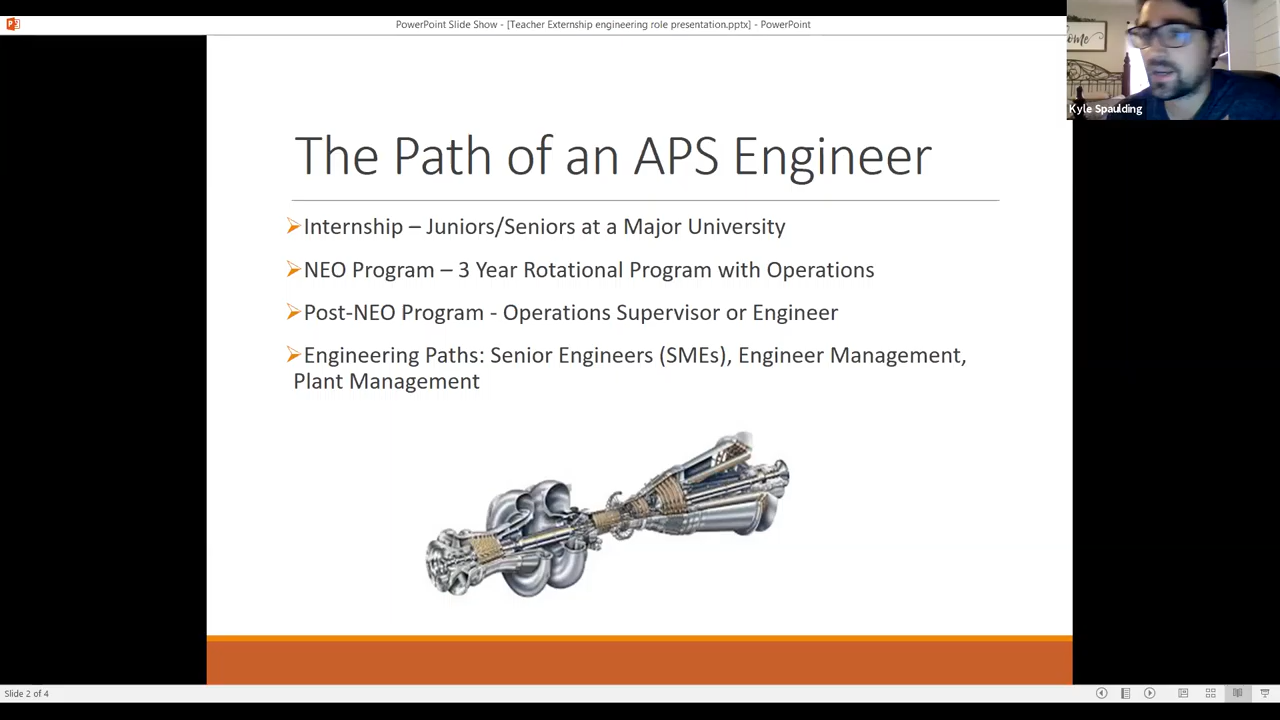 PowerPoint Slide Show - [Teacher Externship engineering role presentation.pptx] - PowerPoint
ome
Kyle Spaulding
The Path of an APS Engineer
Internship – Juniors/Seniors at a Major University
NEO Program – 3 Year Rotational Program with Operations
Post-NEO Program - Operations Supervisor or Engineer
Engineering Paths: Senior Engineers (SMEs), Engineer Management,
Plant Management
Slide 2 of 4